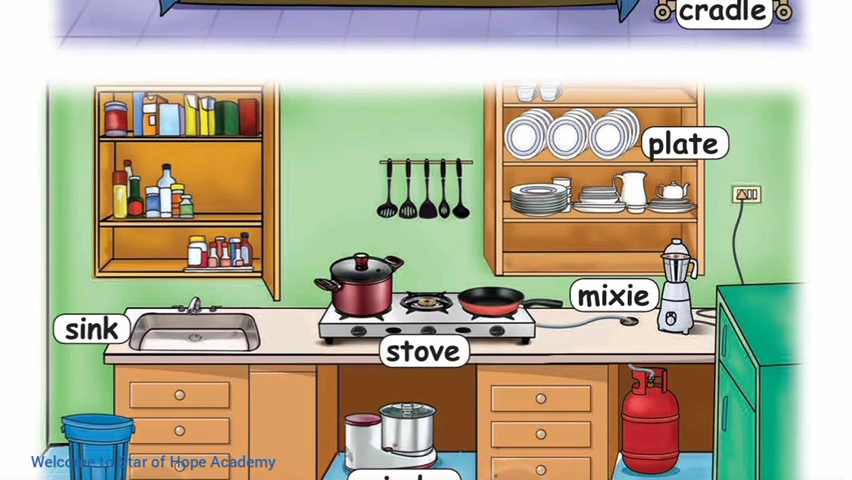 cradle
plate
mixie
sink
stove
Welcome to Star of Hope Academy